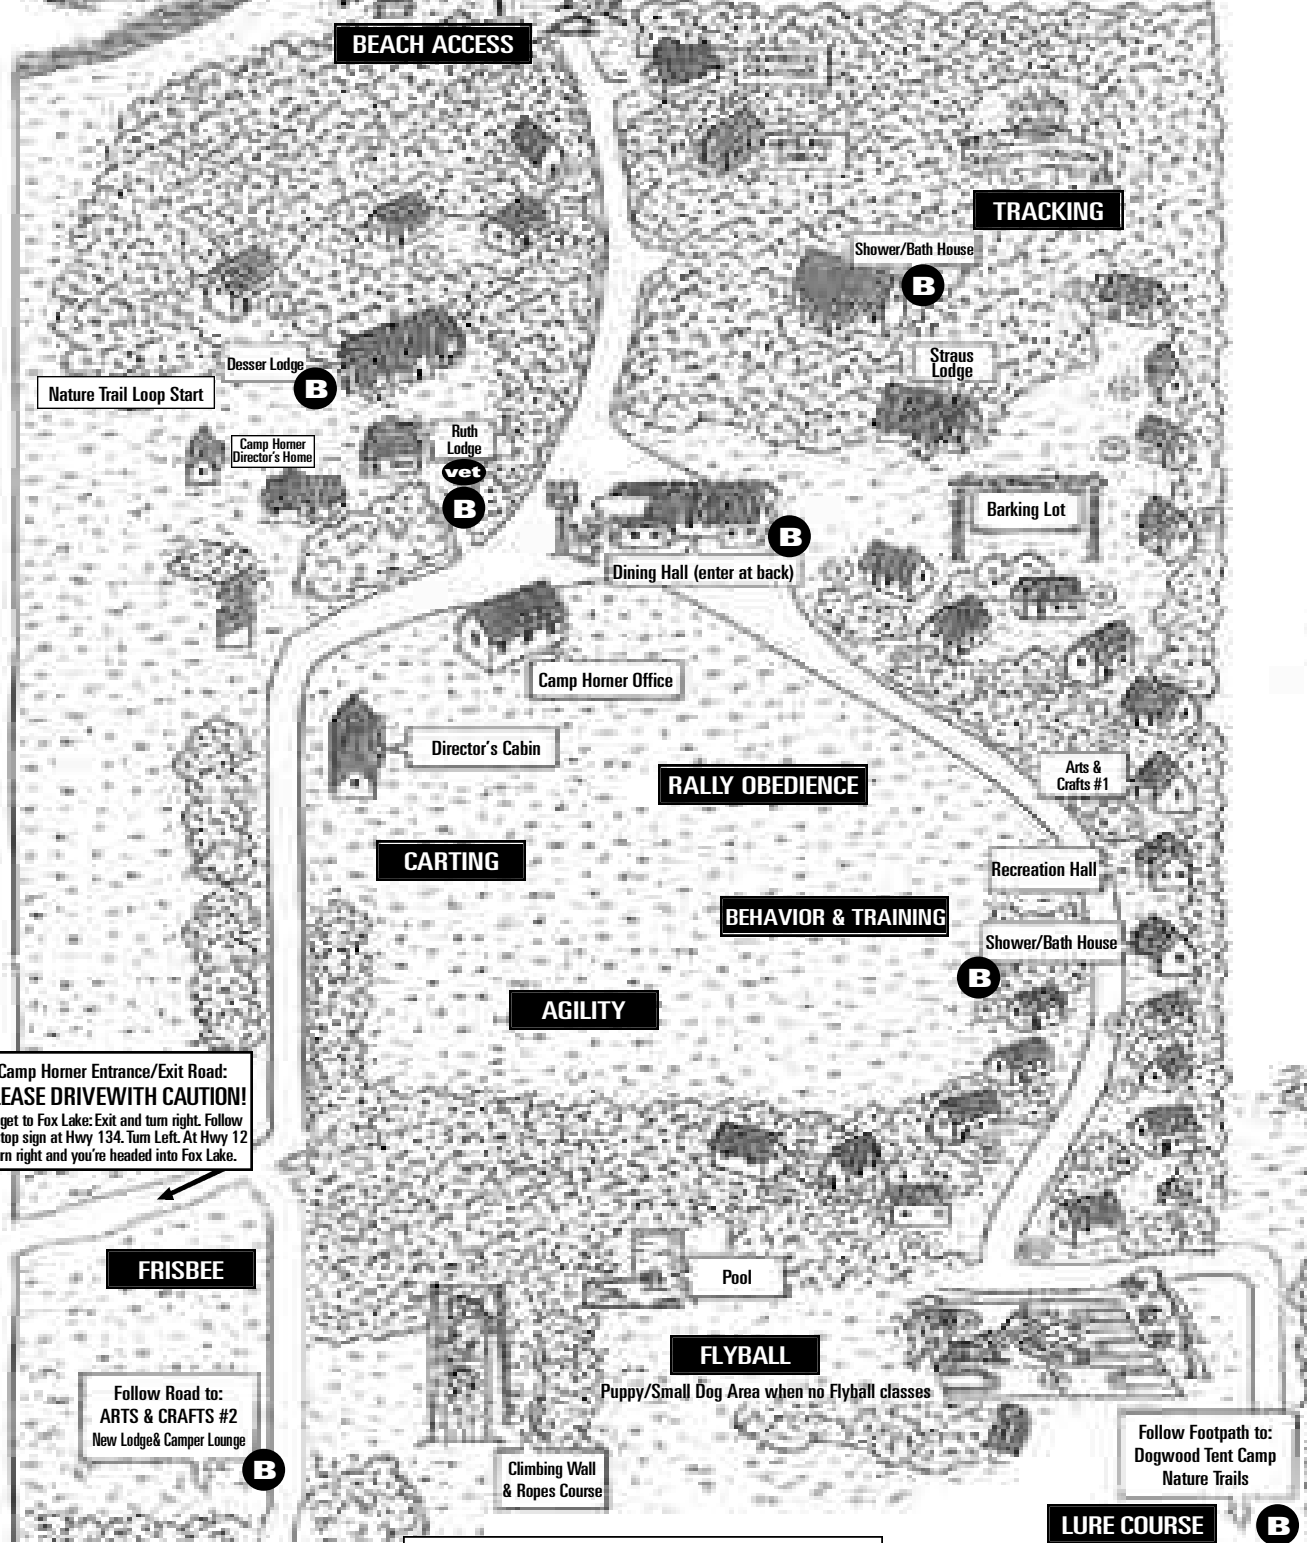 BEACH ACCESS
TRACKING
Shower/Bath House
B
Straus
Lodge
Desser Lodge
B
Nature Trail Loop Start
Camp Horner
Director's Home
Ruth
Lodge
vet
B
Barking Lot
B
Dining Hall (enter at back)
Camp Horner Office
Director's Cabin
RALLY OBEDIENCE
Arts &
Crafts #1
CARTING
Recreation Hall
BEHAVIOR & TRAINING
Shower/Bath House
B
AGILITY
Camp Horner Entrance/Exit Road:
EASE DRIVEWITH CAUTION!
get to Fox Lake: Exit and turn right. Follow
top sign at Hwy 134. Turn Left. At Hwy 12
rn right and you're headed into Fox Lake.
FRISBEE
Pool
FLYBALL
Puppy/Small Dog Area when no Flyball classes
Follow Road to:
ARTS & CRAFTS #2
New Lodge& Camper Lounge
B
Climbing Wall
& Ropes Course
Follow Footpath to:
Dogwood Tent Camp
Nature Trails
LURE COURSE
B